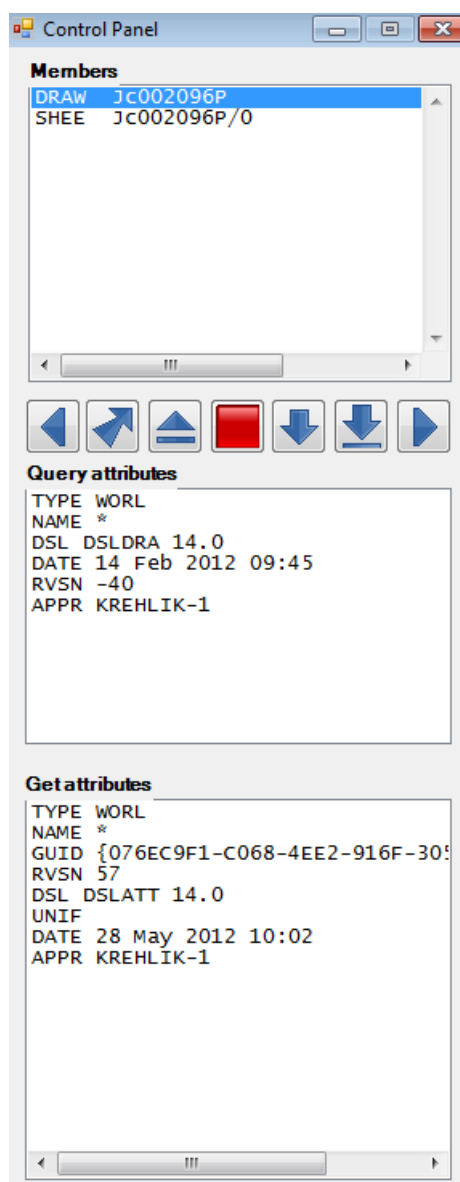 Control Panel
Members
DRAW Jc002096P
SHEE Jc002096P/0
Query attributes
TYPE WORL
NAME *
DSL DSLDRA 14.0
DATE 14 Feb 2012 09:45
RVSN -40
APPR KREHLIK-1
Get attributes
TYPE WORL
NAME *
GUID {076EC9F1-C068-4EE2-916F-305
RVSN 57
DSL DSLATT 14.0
UNIF
DATE 28 May 2012 10:02
APPR KREHLIK-1